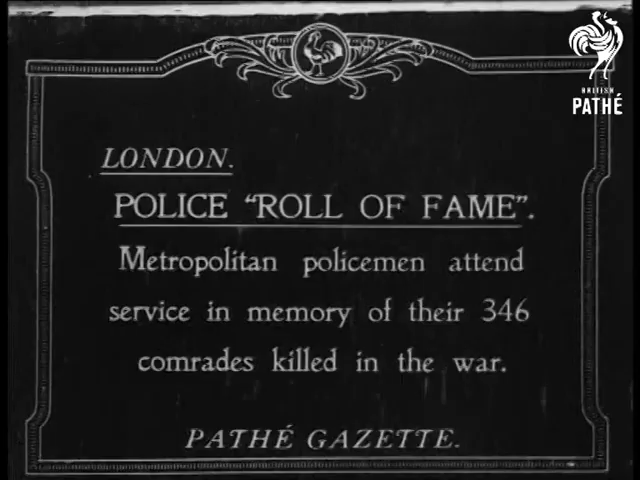 BRITISH
PATHÉ
LONDON.
POLICE "ROLL OF FAME".
Metropolitan policemen attend
service in memory of their 346
comrades killed in the war.
PATHÉ GAZETTE.